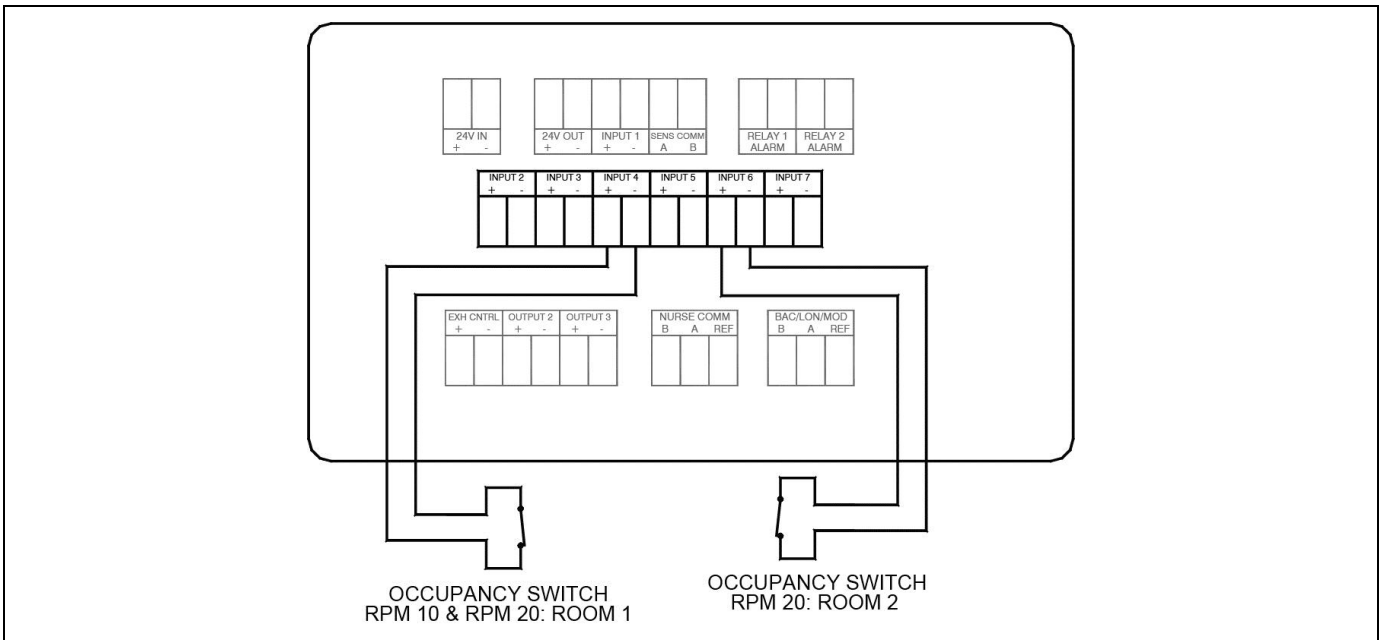 24V IN
+ -
24V OUT INPUT 1 SENS COMM
+ - + - A B
RELAY 1 RELAY 2
ALARM ALARM
INPUT 2 INPUT 3 INPUT 4 INPUT 5 INPUT 6 INPUT 7
+ - + - + - + - + - + -
EXH CNTRL OUTPUT 2 OUTPUT 3
+ - + - + -
NURSE COMM
B A REF
BAC/LON/MOD
B A REF
OCCUPANCY SWITCH
RPM 10 & RPM 20: ROOM 1
OCCUPANCY SWITCH
RPM 20: ROOM 2